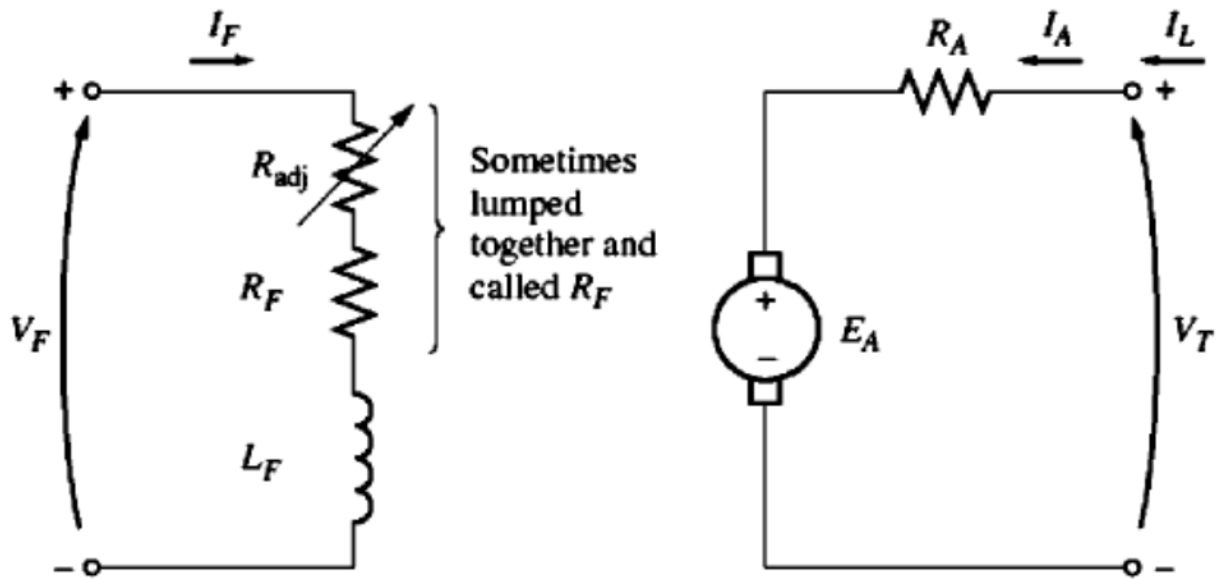 I_F
+
R_adj
R_F
V_F
L_F
–
Sometimes
lumped
together and
called R_F
R_A
I_A
I_L
+
+
–
E_A
V_T
–